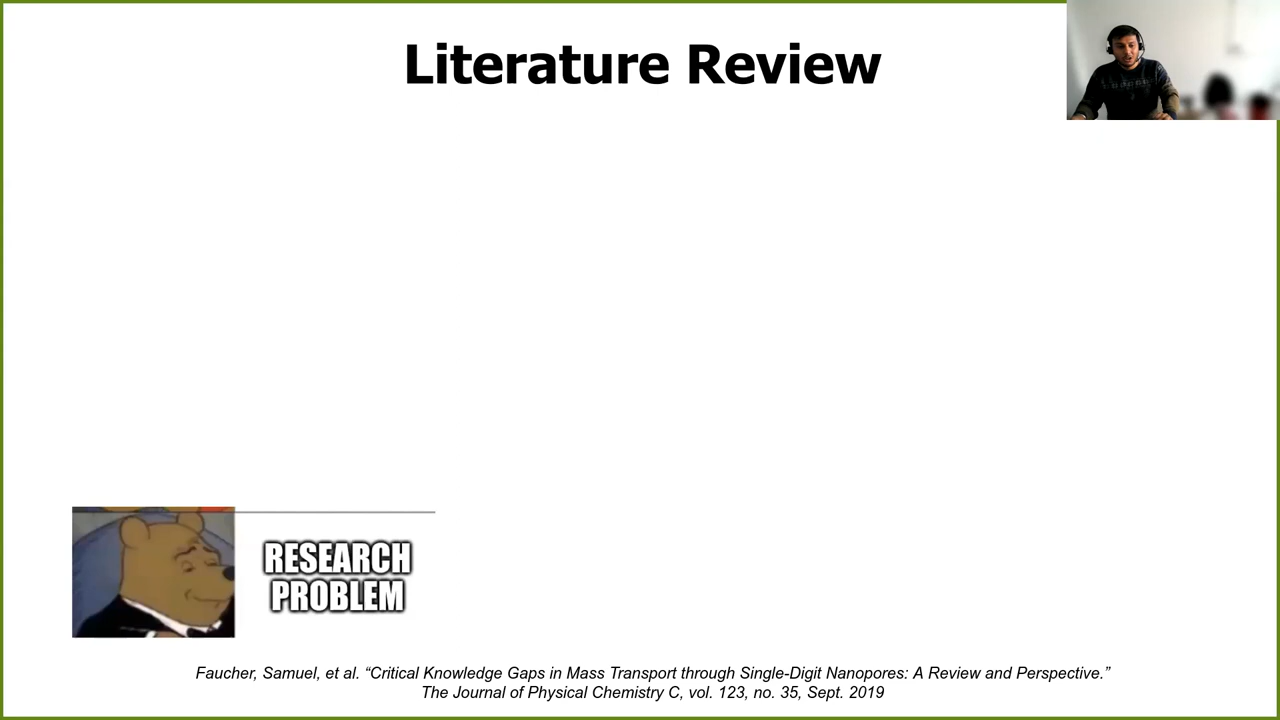 Literature Review
RESEARCH
PROBLEM
Faucher, Samuel, et al. “Critical Knowledge Gaps in Mass Transport through Single-Digit Nanopores: A Review and Perspective.”
The Journal of Physical Chemistry C, vol. 123, no. 35, Sept. 2019